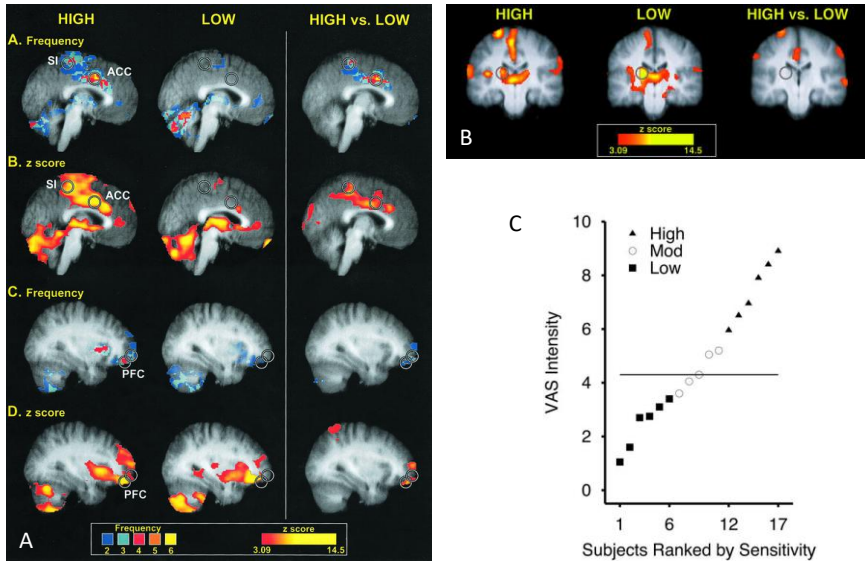 HIGH LOW HIGH vs. LOW
A. Frequency
SI ACC
B. z score
SI ACC
C. Frequency
PFC
D. z score
PFC
Frequency
2 3 4 5 6
z score
3.09 14.5
A
HIGH LOW HIGH vs. LOW
z score
3.09 14.5
B
C
10
8
6
4
2
0
VAS Intensity
High
Mod
Low
1 6 12 17
Subjects Ranked by Sensitivity